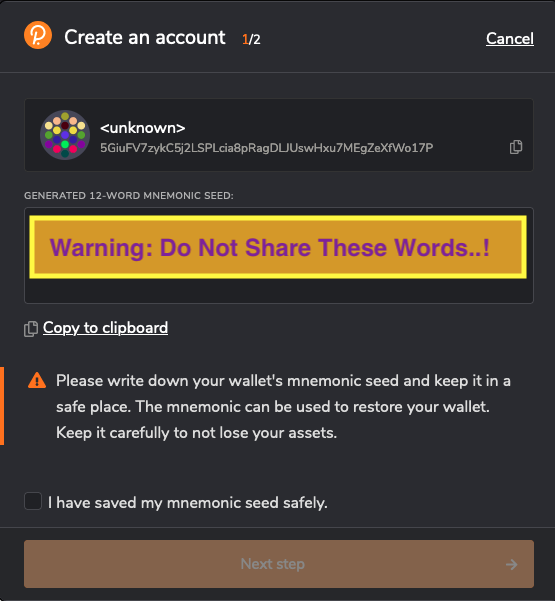 Create an account 1/2 Cancel
<unknown>
5GiuFV7zykC5j2LSPLcia8pRagDLJUswHxu7MEgZeXfWo17P
GENERATED 12-WORD MNEMONIC SEED:
Warning: Do Not Share These Words..!
Copy to clipboard
Please write down your wallet's mnemonic seed and keep it in a
safe place. The mnemonic can be used to restore your wallet.
Keep it carefully to not lose your assets.
I have saved my mnemonic seed safely.
Next step